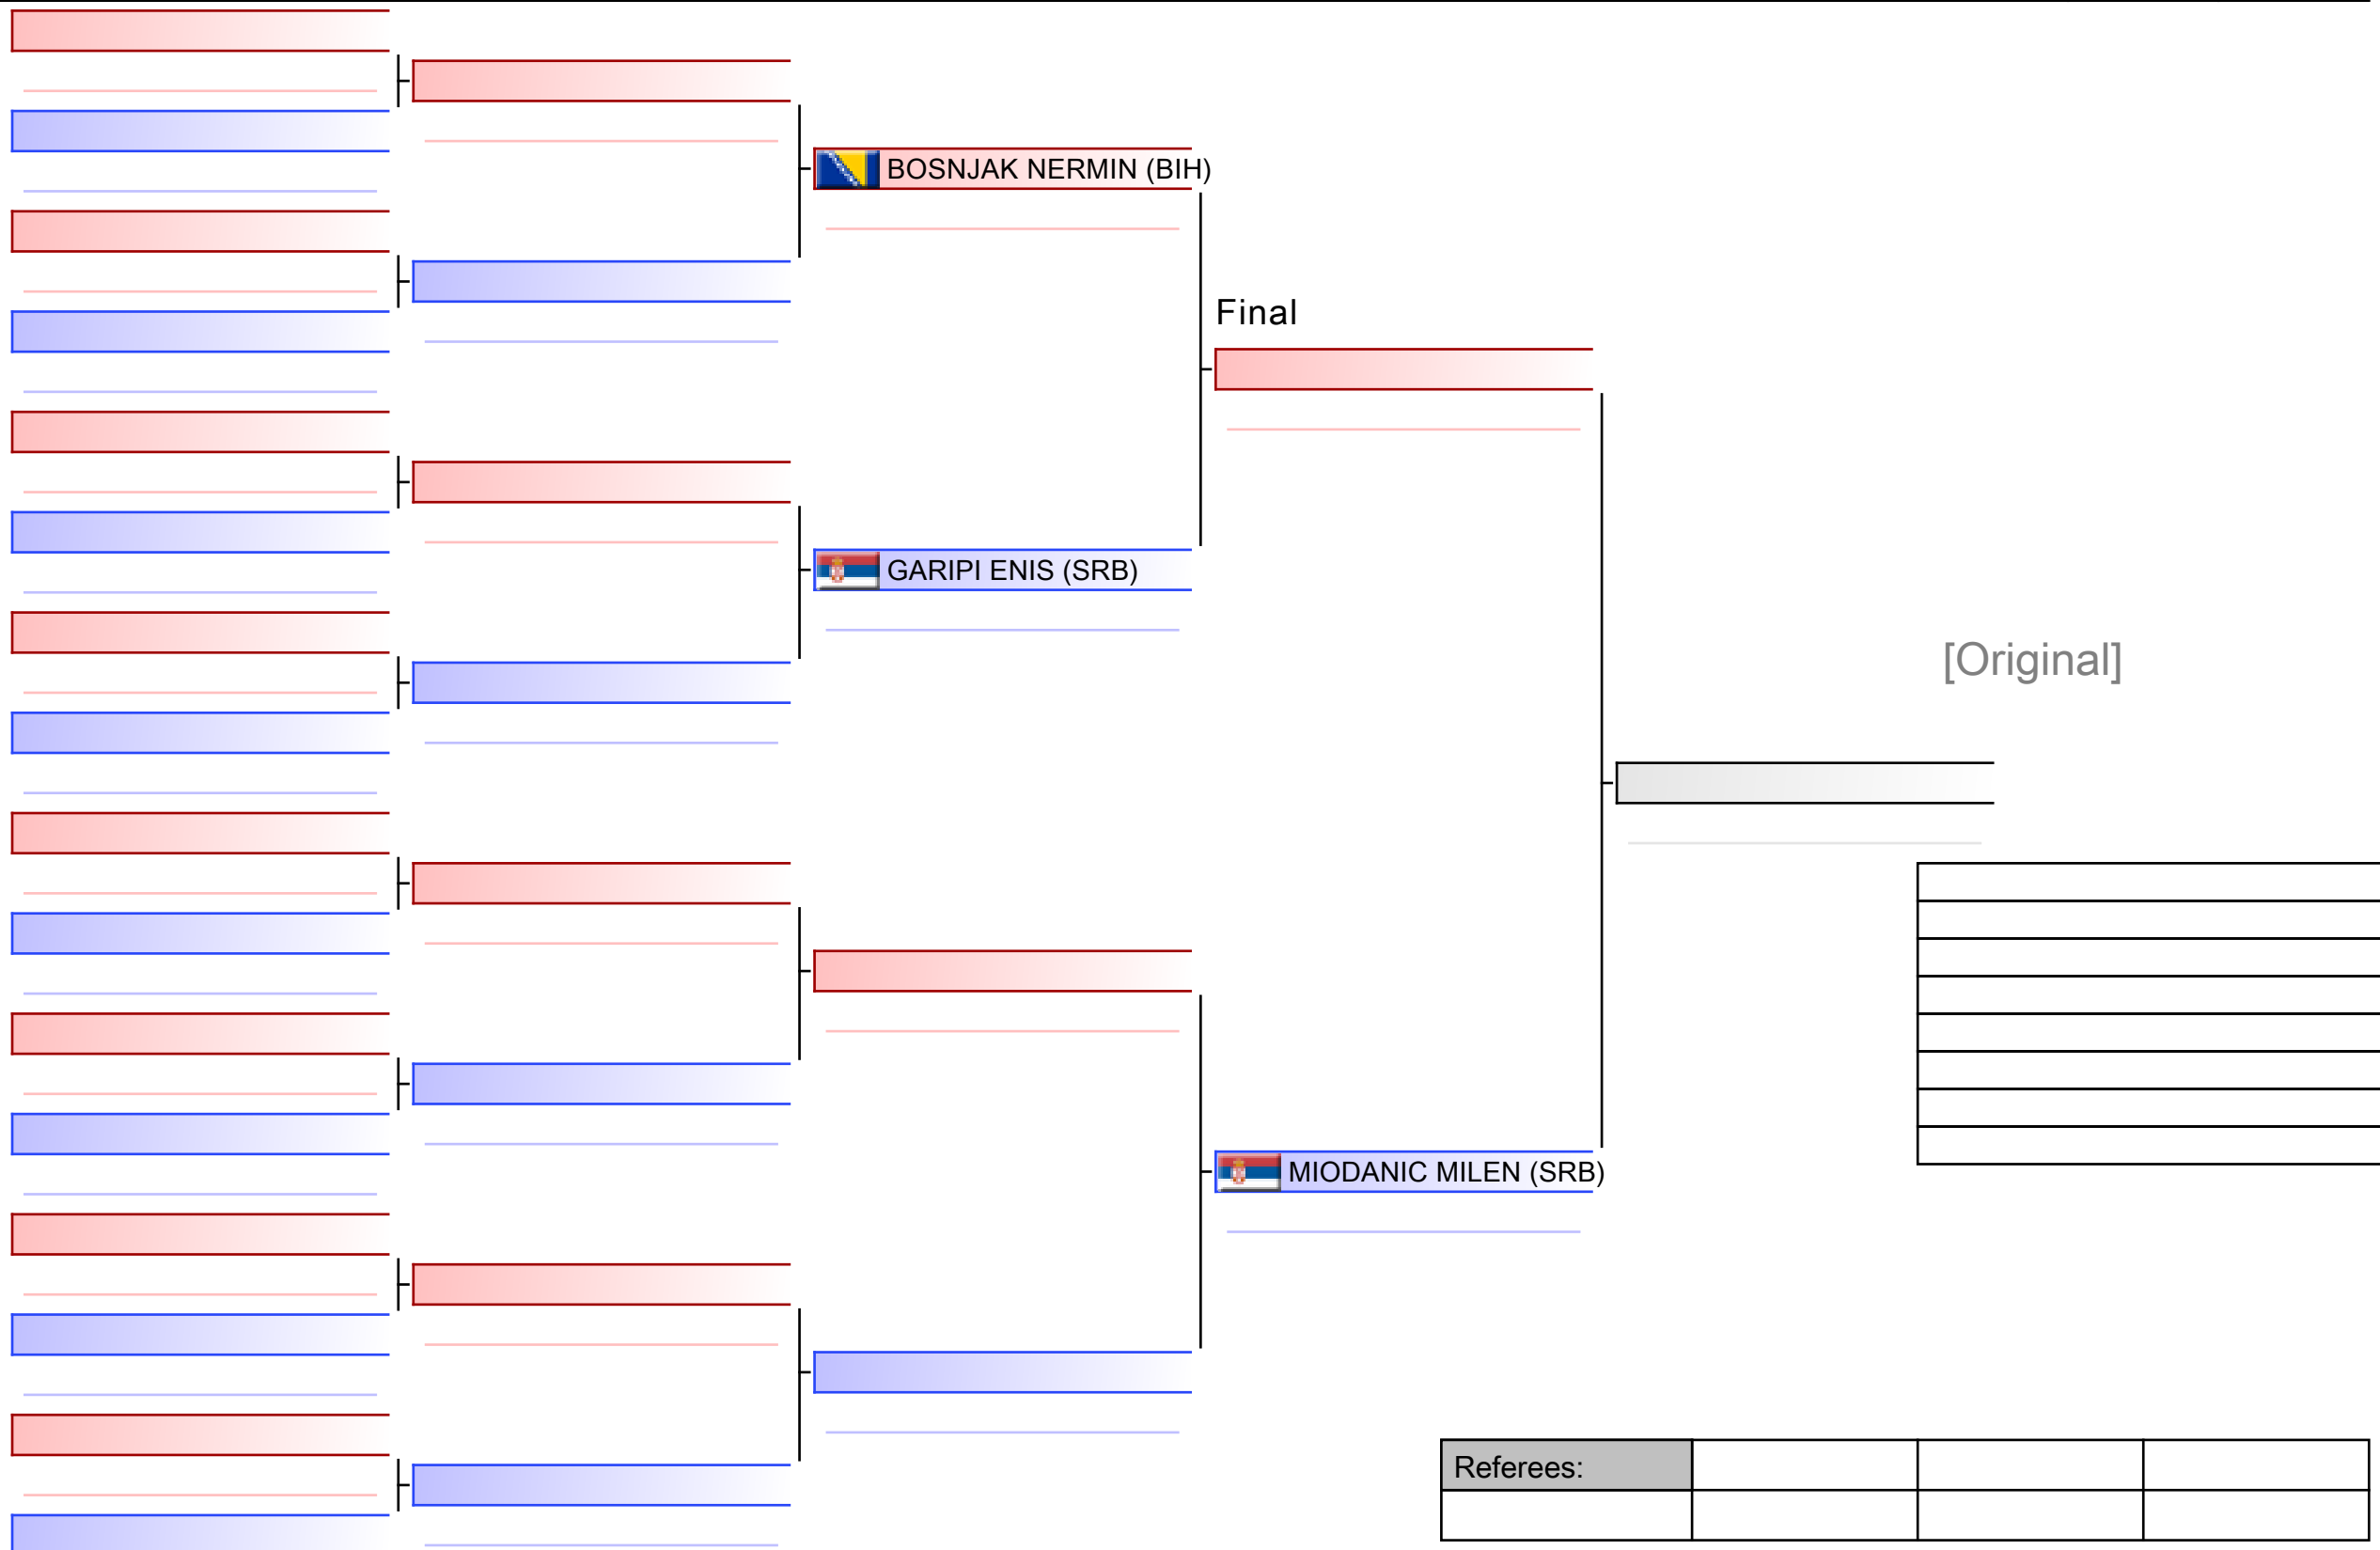 BOSNJAK NERMIN (BIH)
Final
GARIPI ENIS (SRB)
[Original]
MIODANIC MILEN (SRB)
Referees: